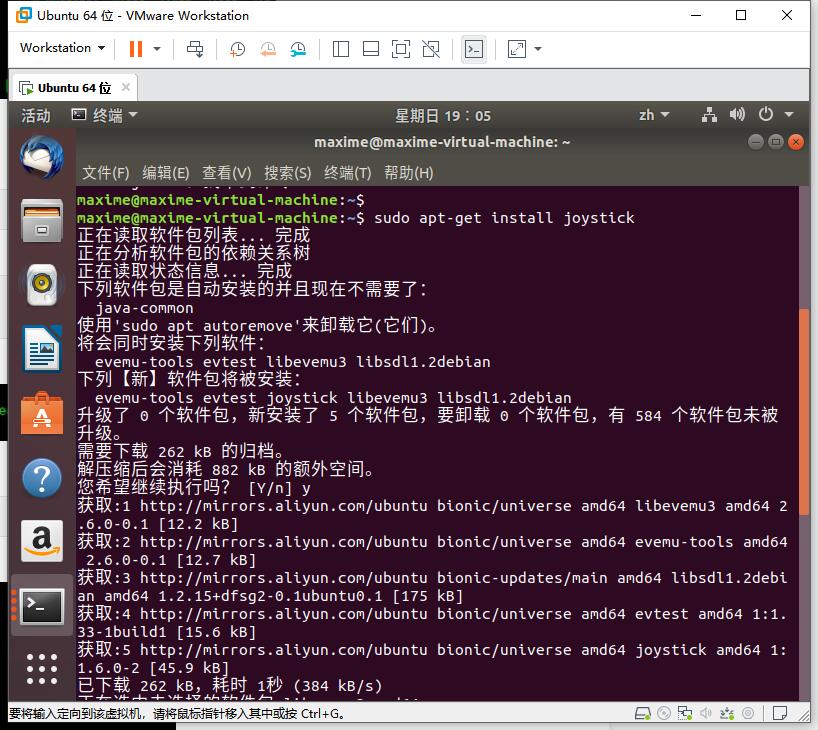 Ubuntu 64 位 - VMware Workstation
Workstation
Ubuntu 64 位
活动 终端 星期日 19：05 zh
maxime@maxime-virtual-machine: ~
文件(F) 编辑(E) 查看(V) 搜索(S) 终端(T) 帮助(H)
maxime@maxime-virtual-machine:~$
maxime@maxime-virtual-machine:~$ sudo apt-get install joystick
正在读取软件包列表... 完成
正在分析软件包的依赖关系树
正在读取状态信息... 完成
下列软件包是自动安装的并且现在不需要了：
java-common
使用'sudo apt autoremove'来卸载它(它们)。
将会同时安装下列软件：
evemu-tools evtest libevemu3 libsdl1.2debian
下列【新】软件包将被安装：
evemu-tools evtest joystick libevemu3 libsdl1.2debian
升级了 0 个软件包，新安装了 5 个软件包，要卸载 0 个软件包，有 584 个软件包未被
升级。
需要下载 262 kB 的归档。
解压缩后会消耗 882 kB 的额外空间。
您希望继续执行吗？ [Y/n] y
获取:1 http://mirrors.aliyun.com/ubuntu bionic/universe amd64 libevemu3 amd64 2
.6.0-0.1 [12.2 kB]
获取:2 http://mirrors.aliyun.com/ubuntu bionic/universe amd64 evemu-tools amd64
2.6.0-0.1 [12.7 kB]
获取:3 http://mirrors.aliyun.com/ubuntu bionic-updates/main amd64 libsdl1.2debi
an amd64 1.2.15+dfsg2-0.1ubuntu0.1 [175 kB]
获取:4 http://mirrors.aliyun.com/ubuntu bionic/universe amd64 evtest amd64 1:1.
33-1build1 [15.6 kB]
获取:5 http://mirrors.aliyun.com/ubuntu bionic/universe amd64 joystick amd64 1:
1.6.0-2 [45.9 kB]
已下载 262 kB，耗时 1秒 (384 kB/s)
要将输入定向到该虚拟机，请将鼠标指针移入其中或按 Ctrl+G。